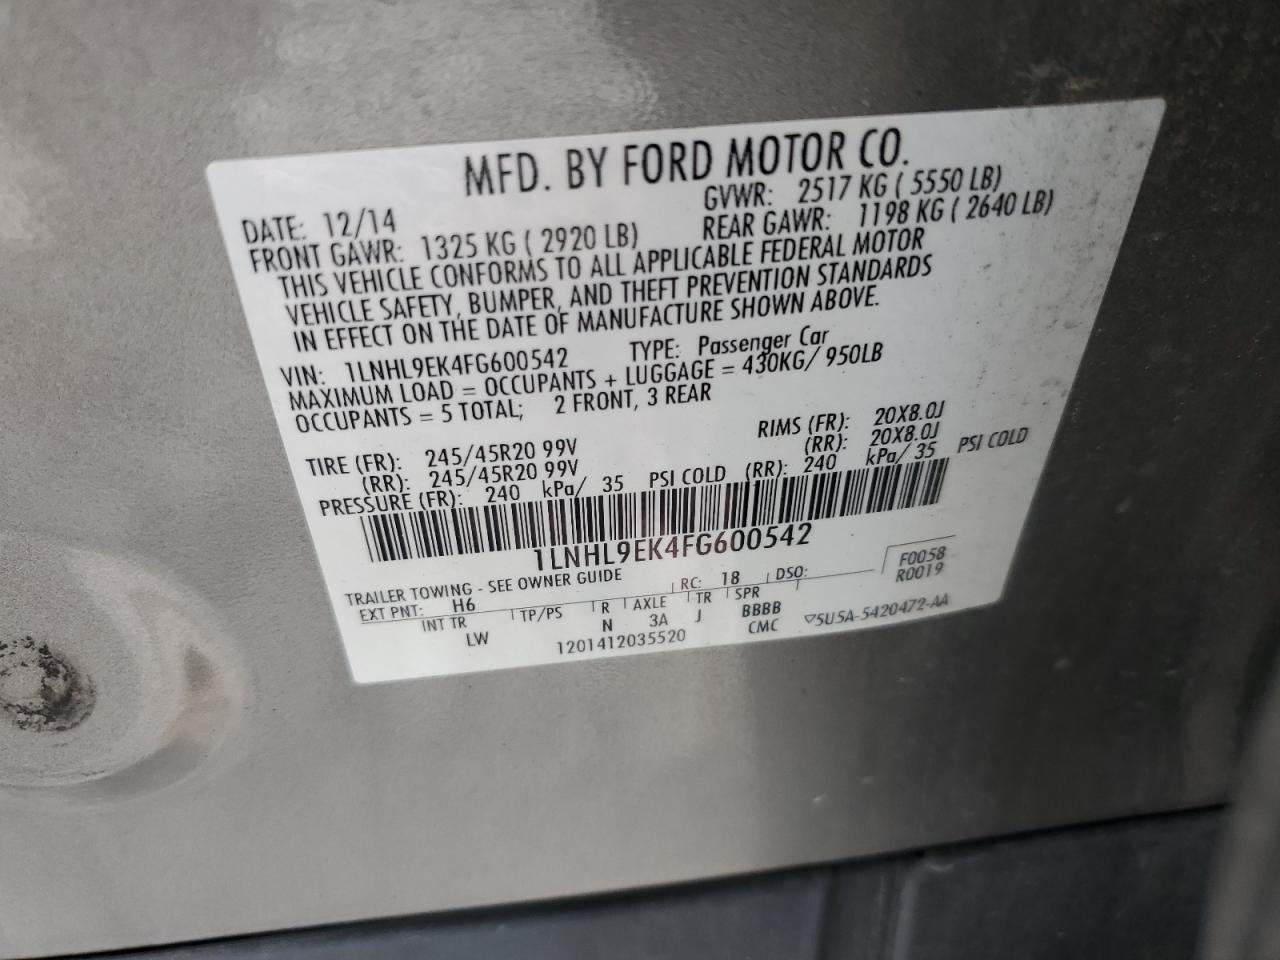 MFD. BY FORD MOTOR CO.
DATE: 12/14 GVWR: 2517 KG ( 5550 LB)
FRONT GAWR: 1325 KG ( 2920 LB) REAR GAWR: 1198 KG ( 2640 LB)
THIS VEHICLE CONFORMS TO ALL APPLICABLE FEDERAL MOTOR
VEHICLE SAFETY, BUMPER, AND THEFT PREVENTION STANDARDS
IN EFFECT ON THE DATE OF MANUFACTURE SHOWN ABOVE.
VIN: 1LNHL9EK4FG600542 TYPE: Passenger Car
MAXIMUM LOAD = OCCUPANTS + LUGGAGE = 430KG/ 950LB
OCCUPANTS = 5 TOTAL; 2 FRONT, 3 REAR
TIRE (FR): 245/45R20 99V RIMS (FR): 20X8.0J
(RR): 245/45R20 99V (RR): 20X8.0J
PRESSURE (FR): 240 kPa/ 35 PSI COLD (RR): 240 kPa/ 35 PSI COLD
1LNHL9EK4FG600542
TRAILER TOWING - SEE OWNER GUIDE
F0058
EXT PNT: H6 RC: 18 DSO: R0019
INT TR TP/PS R AXLE TR SPR
LW N 3A J BBBB
1201412035520 CMC ▽5U5A-5420472-AA